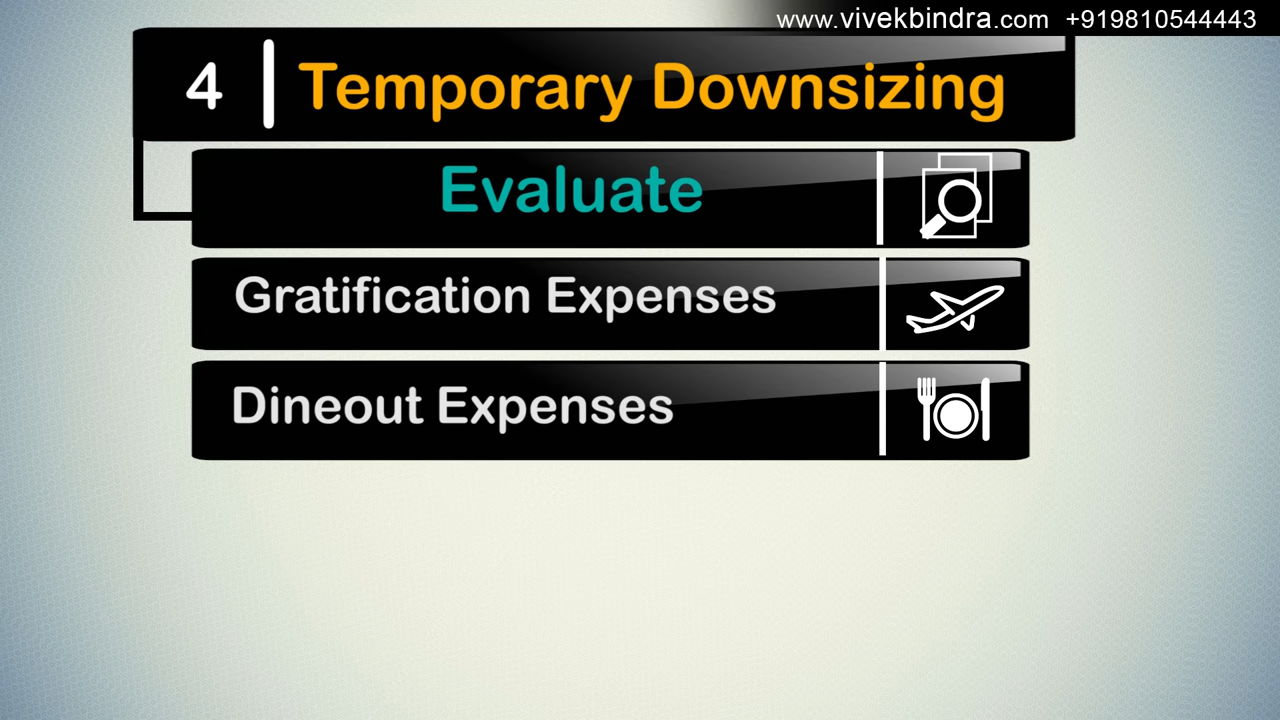 www.vivekbindra.com +919810544443
4 Temporary Downsizing
Evaluate
Gratification Expenses
Dineout Expenses